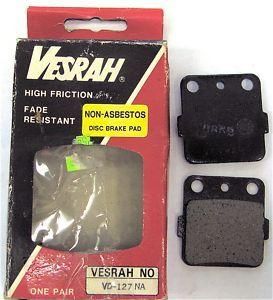 VESRAH
HIGH FRICTION
FADE
RESISTANT
NON-ASBESTOS
DISC BRAKE PAD
VESRAH NO
VD-127 NA
ONE PAIR